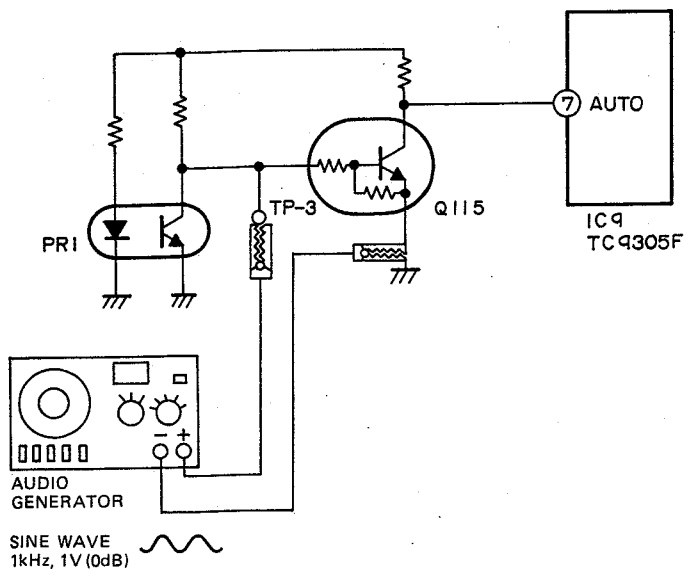 7 AUTO
TP-3
Q115
PR1
IC9
TC9305F
- +
AUDIO
GENERATOR
SINE WAVE
1kHz, 1V (0dB)